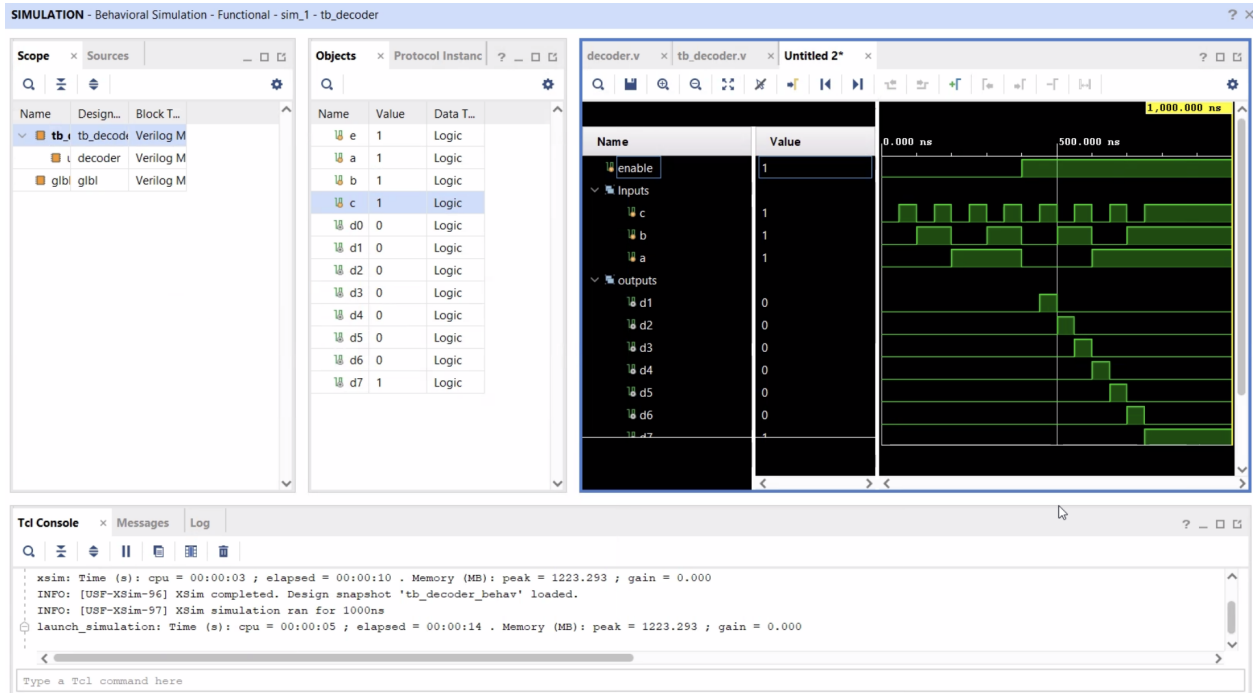 SIMULATION - Behavioral Simulation - Functional - sim_1 - tb_decoder
Scope
Sources
Name Design... Block T...
tb_ tb_decode Verilog M
decoder Verilog M
glbl glbl Verilog M
Objects
Protocol Instanc
Name Value Data T...
e 1 Logic
a 1 Logic
b 1 Logic
c 1 Logic
d0 0 Logic
d1 0 Logic
d2 0 Logic
d3 0 Logic
d4 0 Logic
d5 0 Logic
d6 0 Logic
d7 1 Logic
decoder.v
tb_decoder.v
Untitled 2*
1,000.000 ns
Name Value
0.000 ns 500.000 ns
enable 1
Inputs
c 1
b 1
a 1
outputs
d1 0
d2 0
d3 0
d4 0
d5 0
d6 0
d7 1
Tcl Console
Messages
Log
xsim: Time (s): cpu = 00:00:03 ; elapsed = 00:00:10 . Memory (MB): peak = 1223.293 ; gain = 0.000
INFO: [USF-XSim-96] XSim completed. Design snapshot 'tb_decoder_behav' loaded.
INFO: [USF-XSim-97] XSim simulation ran for 1000ns
launch_simulation: Time (s): cpu = 00:00:05 ; elapsed = 00:00:14 . Memory (MB): peak = 1223.293 ; gain = 0.000
Type a Tcl command here